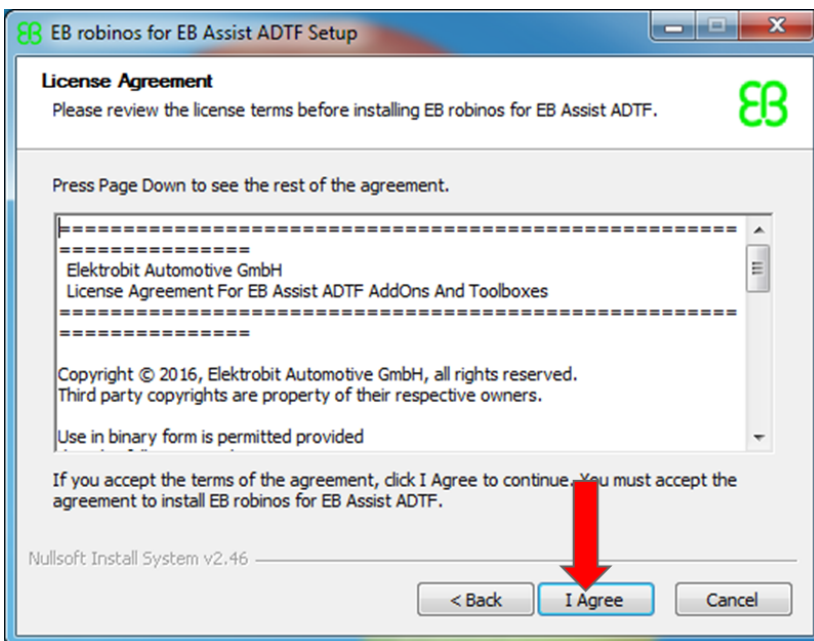 EB EB robinos for EB Assist ADTF Setup
License Agreement
Please review the license terms before installing EB robinos for EB Assist ADTF.
EB
Press Page Down to see the rest of the agreement.
=====================================================
===============
Elektrobit Automotive GmbH
License Agreement For EB Assist ADTF AddOns And Toolboxes
=====================================================
===============
Copyright © 2016, Elektrobit Automotive GmbH, all rights reserved.
Third party copyrights are property of their respective owners.
Use in binary form is permitted provided
If you accept the terms of the agreement, click I Agree to continue. You must accept the
agreement to install EB robinos for EB Assist ADTF.
Nullsoft Install System v2.46
< Back I Agree Cancel